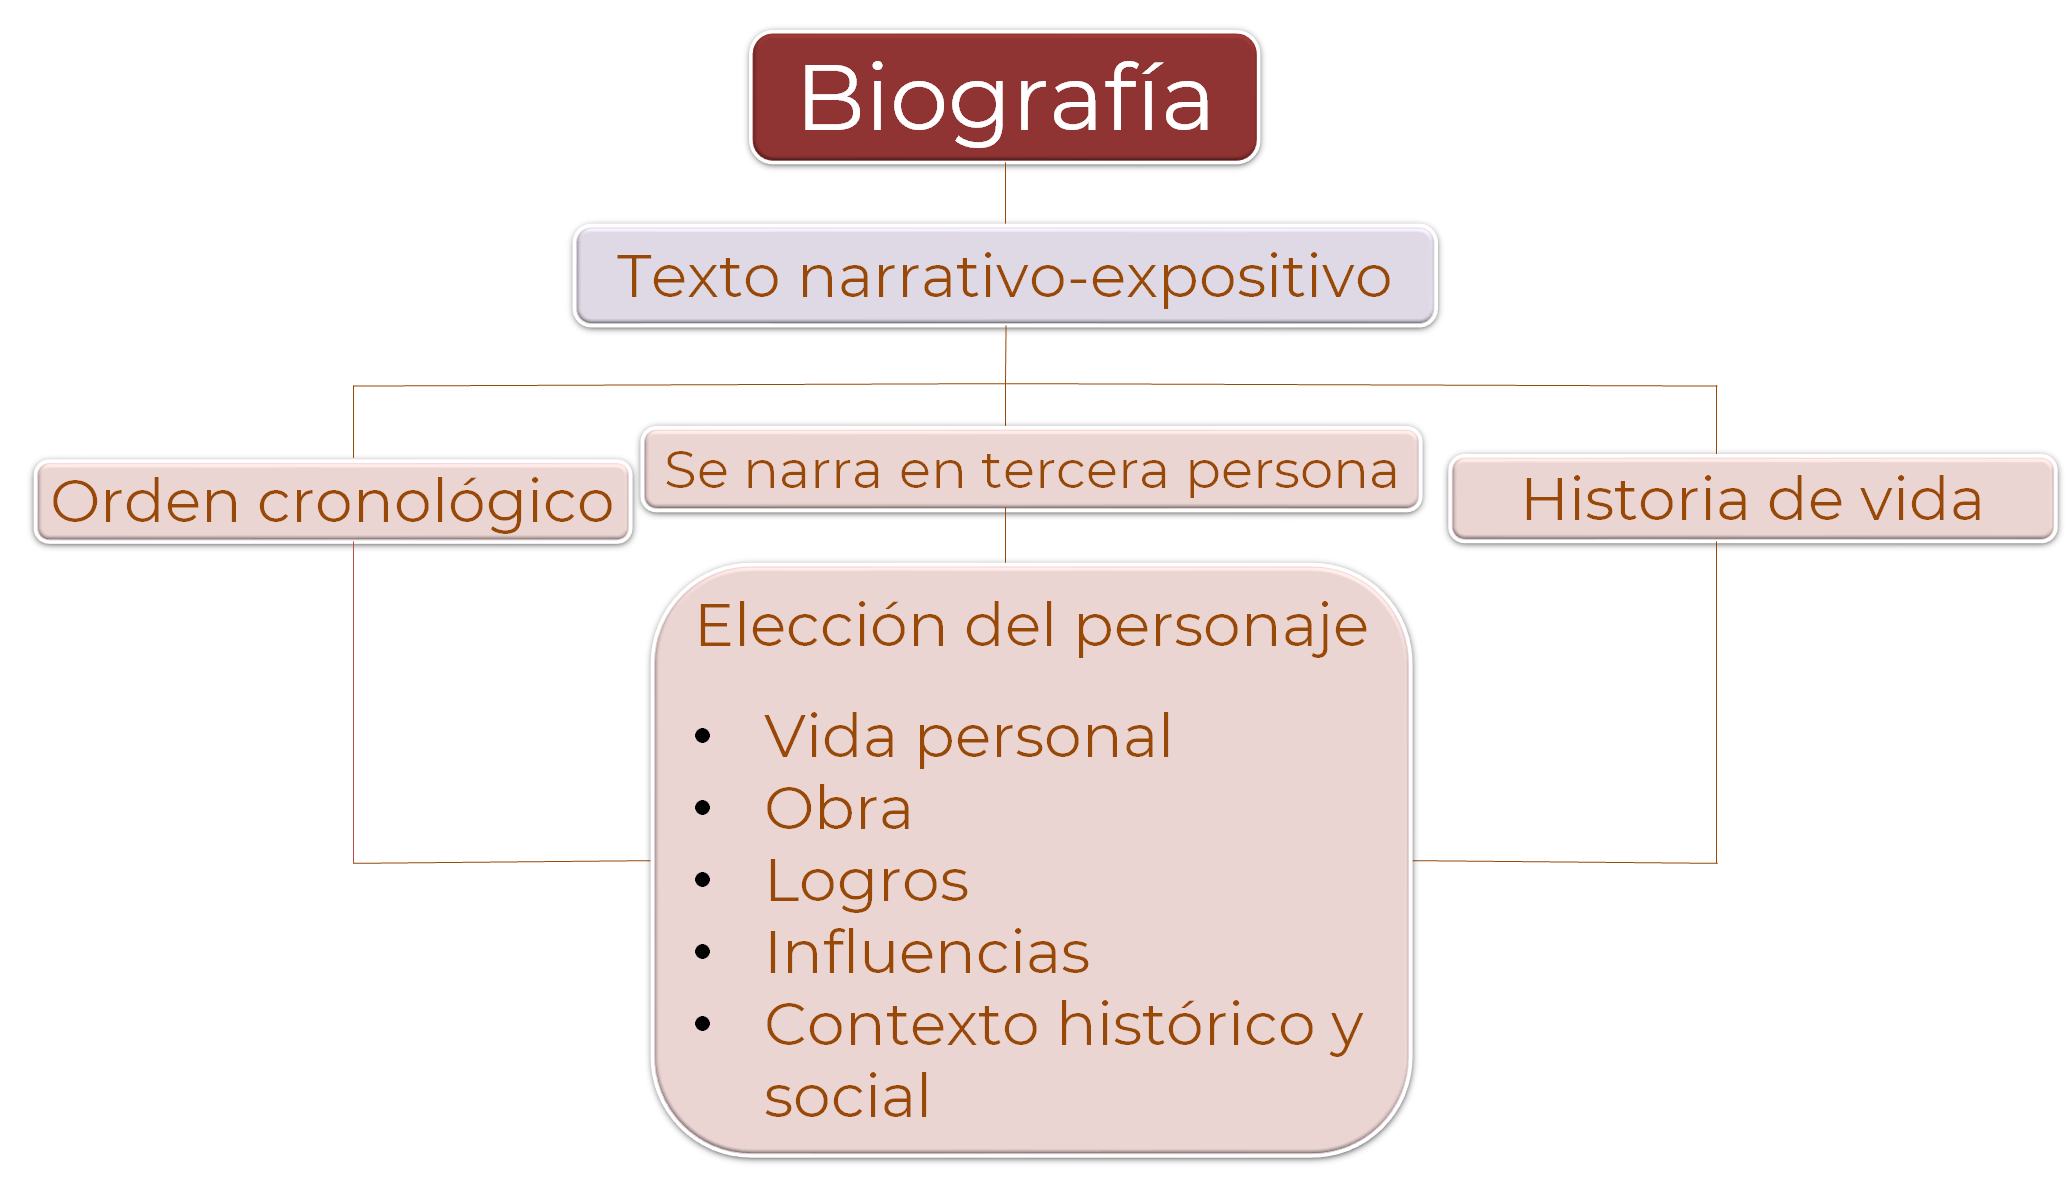 Biografía
Texto narrativo-expositivo
Orden cronológico
Se narra en tercera persona
Historia de vida
Elección del personaje
• Vida personal
• Obra
• Logros
• Influencias
• Contexto histórico y
social